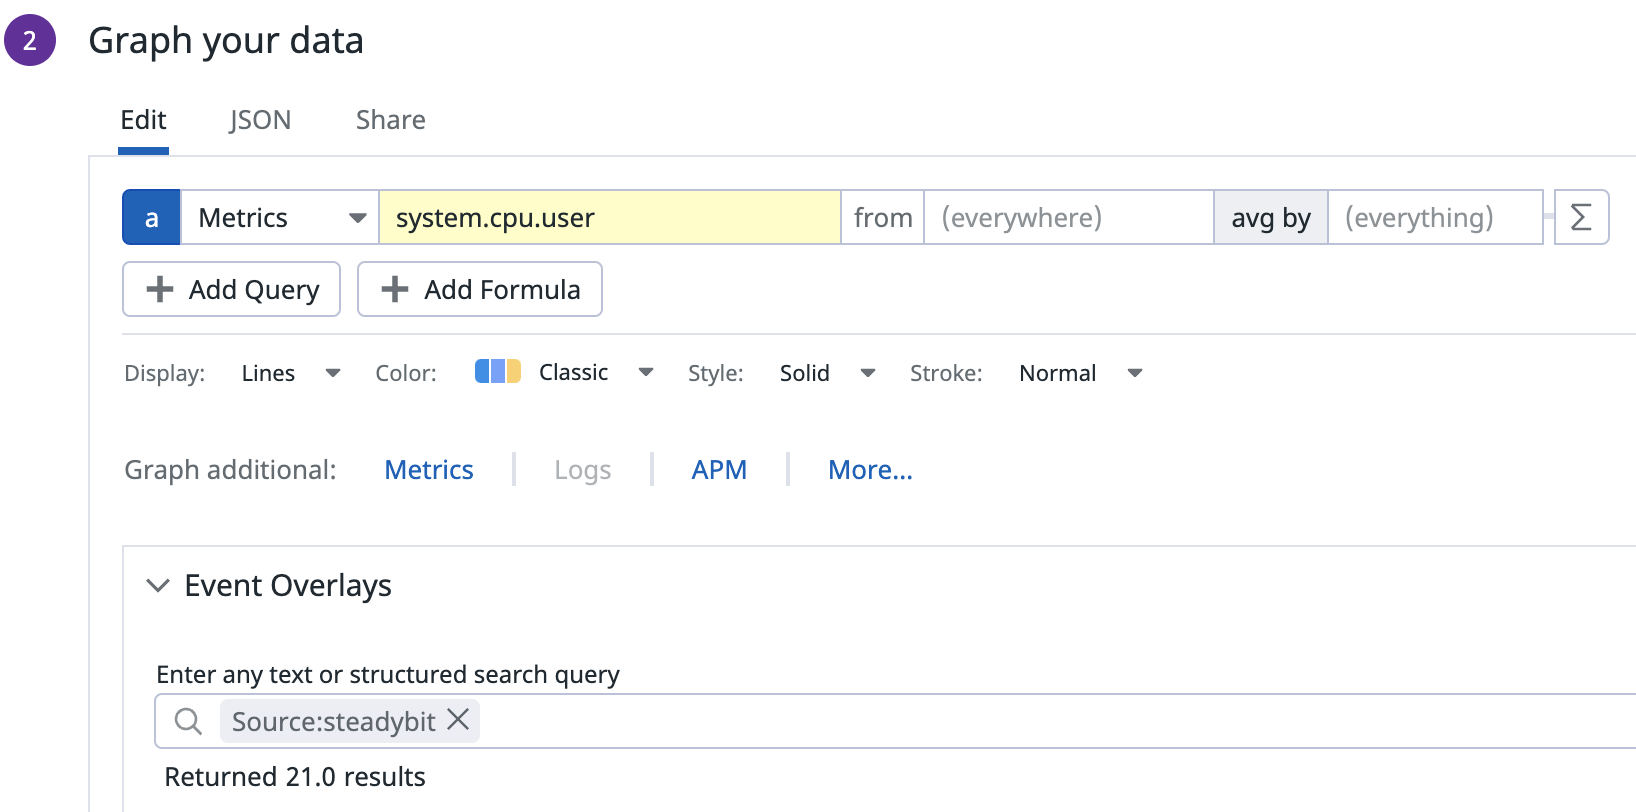 2 Graph your data
Edit JSON Share
a Metrics system.cpu.user from (everywhere) avg by (everything) Σ
Add Query Add Formula
Display: Lines Color: Classic Style: Solid Stroke: Normal
Graph additional: Metrics Logs APM More...
Event Overlays
Enter any text or structured search query
Source:steadybit
Returned 21.0 results